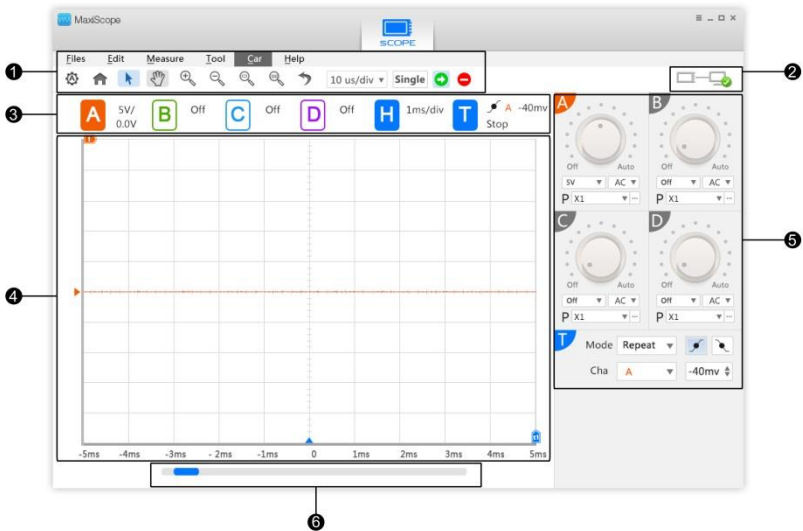 MaxiScope
SCOPE
Files Edit Measure Tool Car Help
10 us/div Single
A 5V/ 0.0V B Off C Off D Off H 1ms/div T A -40mv Stop
-5ms -4ms -3ms - 2ms -1ms 0 1ms 2ms 3ms 4ms 5ms
A B
Off Auto Off Auto
5V AC Off AC
P X1 P X1
C D
Off Auto Off Auto
Off AC Off AC
P X1 P X1
T Mode Repeat
Cha A -40mv
1
2
3
4
5
6